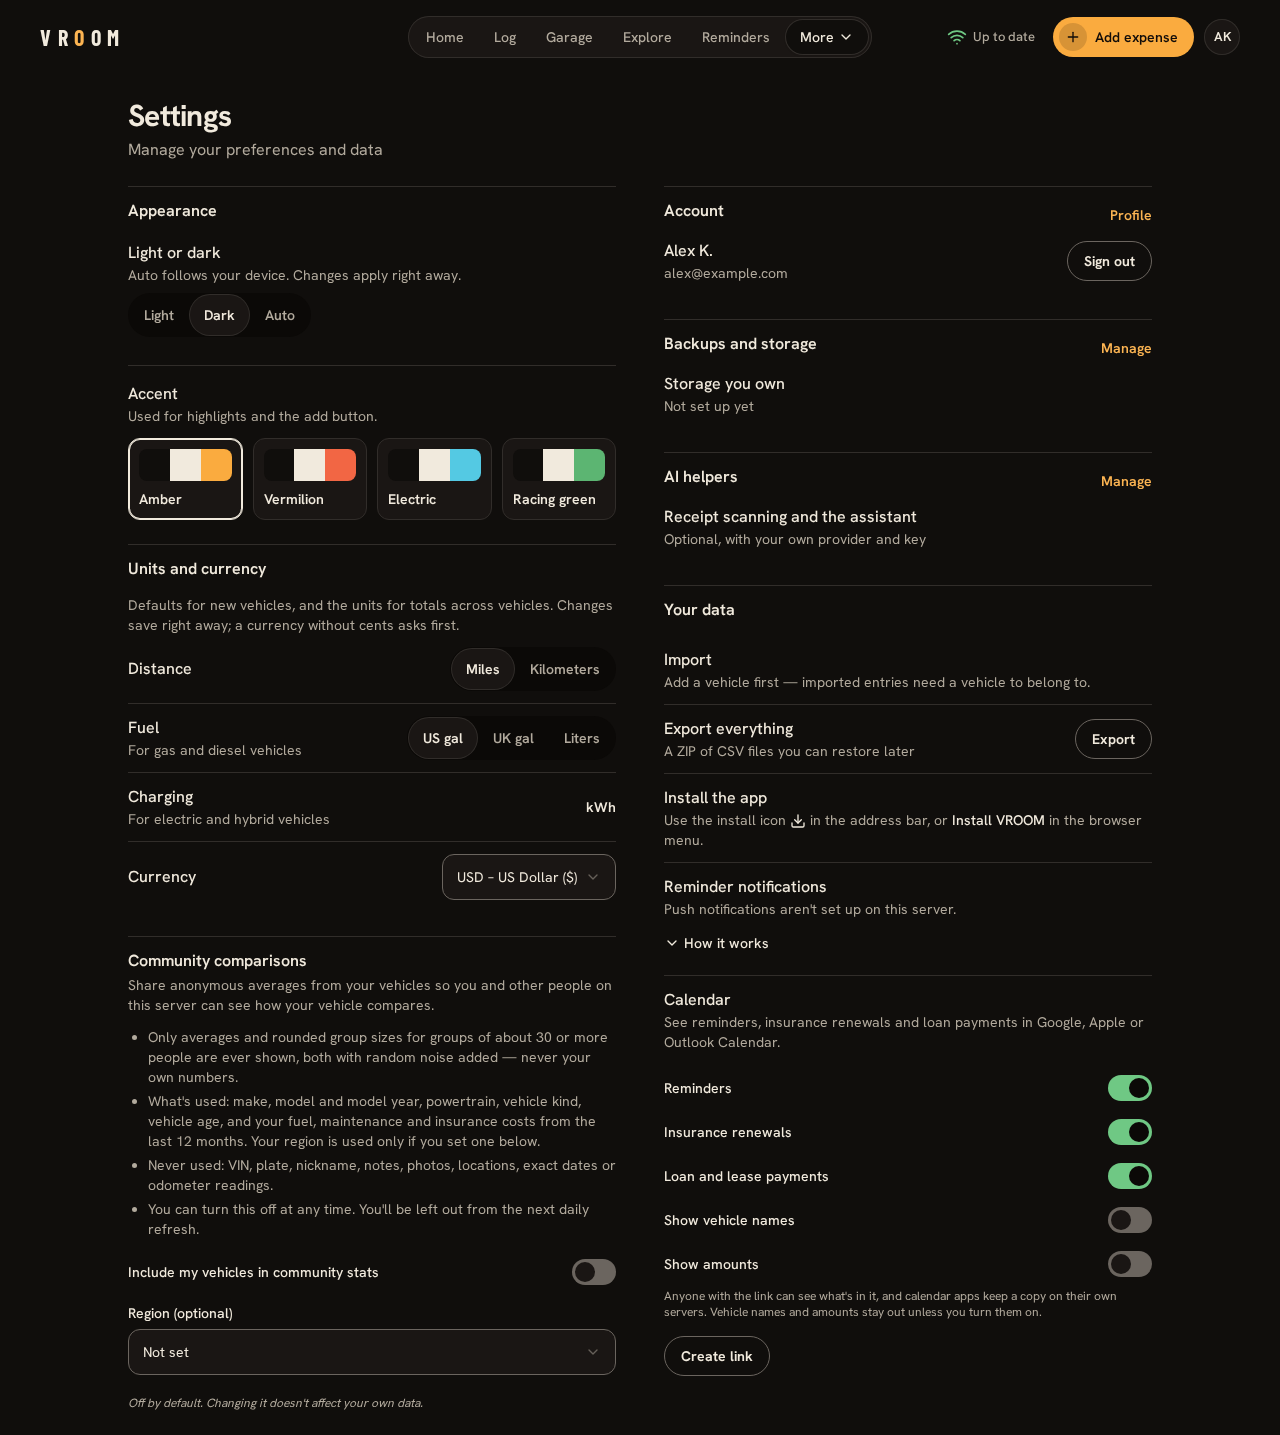 VROOM
Home
Log
Garage
Explore
Reminders
More
Up to date
Add expense
AK
Settings
Manage your preferences and data
Appearance
Light or dark
Auto follows your device. Changes apply right away.
Light
Dark
Auto
Accent
Used for highlights and the add button.
Amber
Vermilion
Electric
Racing green
Units and currency
Defaults for new vehicles, and the units for totals across vehicles. Changes
save right away; a currency without cents asks first.
Distance
Miles
Kilometers
Fuel
For gas and diesel vehicles
US gal
UK gal
Liters
Charging
For electric and hybrid vehicles
kWh
Currency
USD – US Dollar ($)
Community comparisons
Share anonymous averages from your vehicles so you and other people on
this server can see how your vehicle compares.
• Only averages and rounded group sizes for groups of about 30 or more
people are ever shown, both with random noise added — never your
own numbers.
• What's used: make, model and model year, powertrain, vehicle kind,
vehicle age, and your fuel, maintenance and insurance costs from the
last 12 months. Your region is used only if you set one below.
• Never used: VIN, plate, nickname, notes, photos, locations, exact dates or
odometer readings.
• You can turn this off at any time. You'll be left out from the next daily
refresh.
Include my vehicles in community stats
Region (optional)
Not set
Off by default. Changing it doesn't affect your own data.
Account
Profile
Alex K.
alex@example.com
Sign out
Backups and storage
Manage
Storage you own
Not set up yet
AI helpers
Manage
Receipt scanning and the assistant
Optional, with your own provider and key
Your data
Import
Add a vehicle first — imported entries need a vehicle to belong to.
Export everything
A ZIP of CSV files you can restore later
Export
Install the app
Use the install icon in the address bar, or Install VROOM in the browser
menu.
Reminder notifications
Push notifications aren't set up on this server.
How it works
Calendar
See reminders, insurance renewals and loan payments in Google, Apple or
Outlook Calendar.
Reminders
Insurance renewals
Loan and lease payments
Show vehicle names
Show amounts
Anyone with the link can see what's in it, and calendar apps keep a copy on their own
servers. Vehicle names and amounts stay out unless you turn them on.
Create link